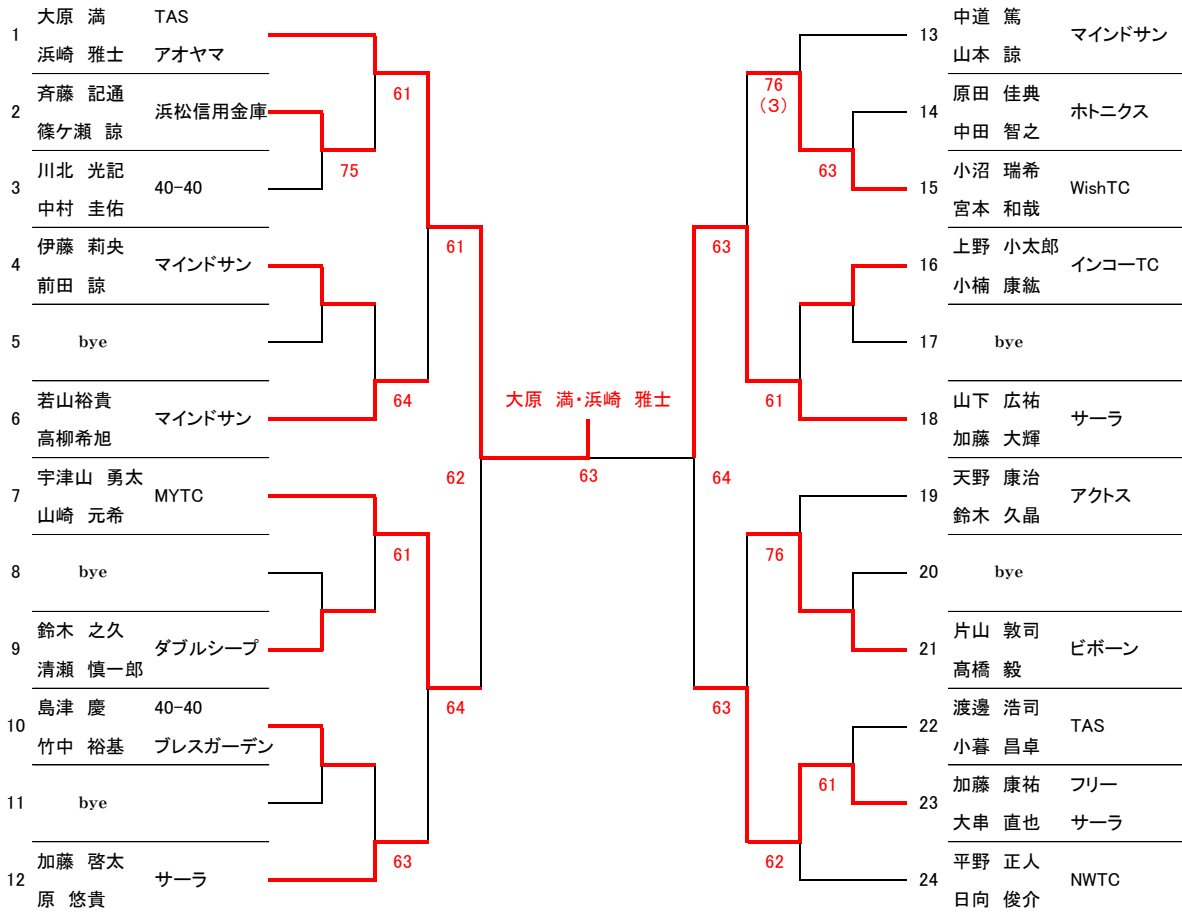 大原 満 TAS
1
浜崎 雅士 アオヤマ
斉藤 記通
2 浜松信用金庫
篠ケ瀬 諒
川北 光記
3 40-40
中村 圭佑
伊藤 莉央
4 マインドサン
前田 諒
5 bye
若山裕貴
6 マインドサン
高柳希旭
宇津山 勇太
7 MYTC
山崎 元希
8 bye
鈴木 之久
9 ダブルシープ
清瀬 慎一郎
島津 慶 40-40
10
竹中 裕基 ブレスガーデン
11 bye
加藤 啓太
12 サーラ
原 悠貴
61
75
61
64
62
61
64
63
大原 満・浜崎 雅士
63
76
(3)
63
63
61
64
76
63
61
62
中道 篤
13 マインドサン
山本 諒
原田 佳典
14 ホトニクス
中田 智之
小沼 瑞希
15 WishTC
宮本 和哉
上野 小太郎
16 インコーTC
小楠 康紘
17 bye
山下 広祐
18 サーラ
加藤 大輝
天野 康治
19 アクトス
鈴木 久晶
20 bye
片山 敦司
21 ビボーン
髙橋 毅
渡邊 浩司
22 TAS
小暮 昌卓
加藤 康祐 フリー
23
大串 直也 サーラ
平野 正人
24 NWTC
日向 俊介